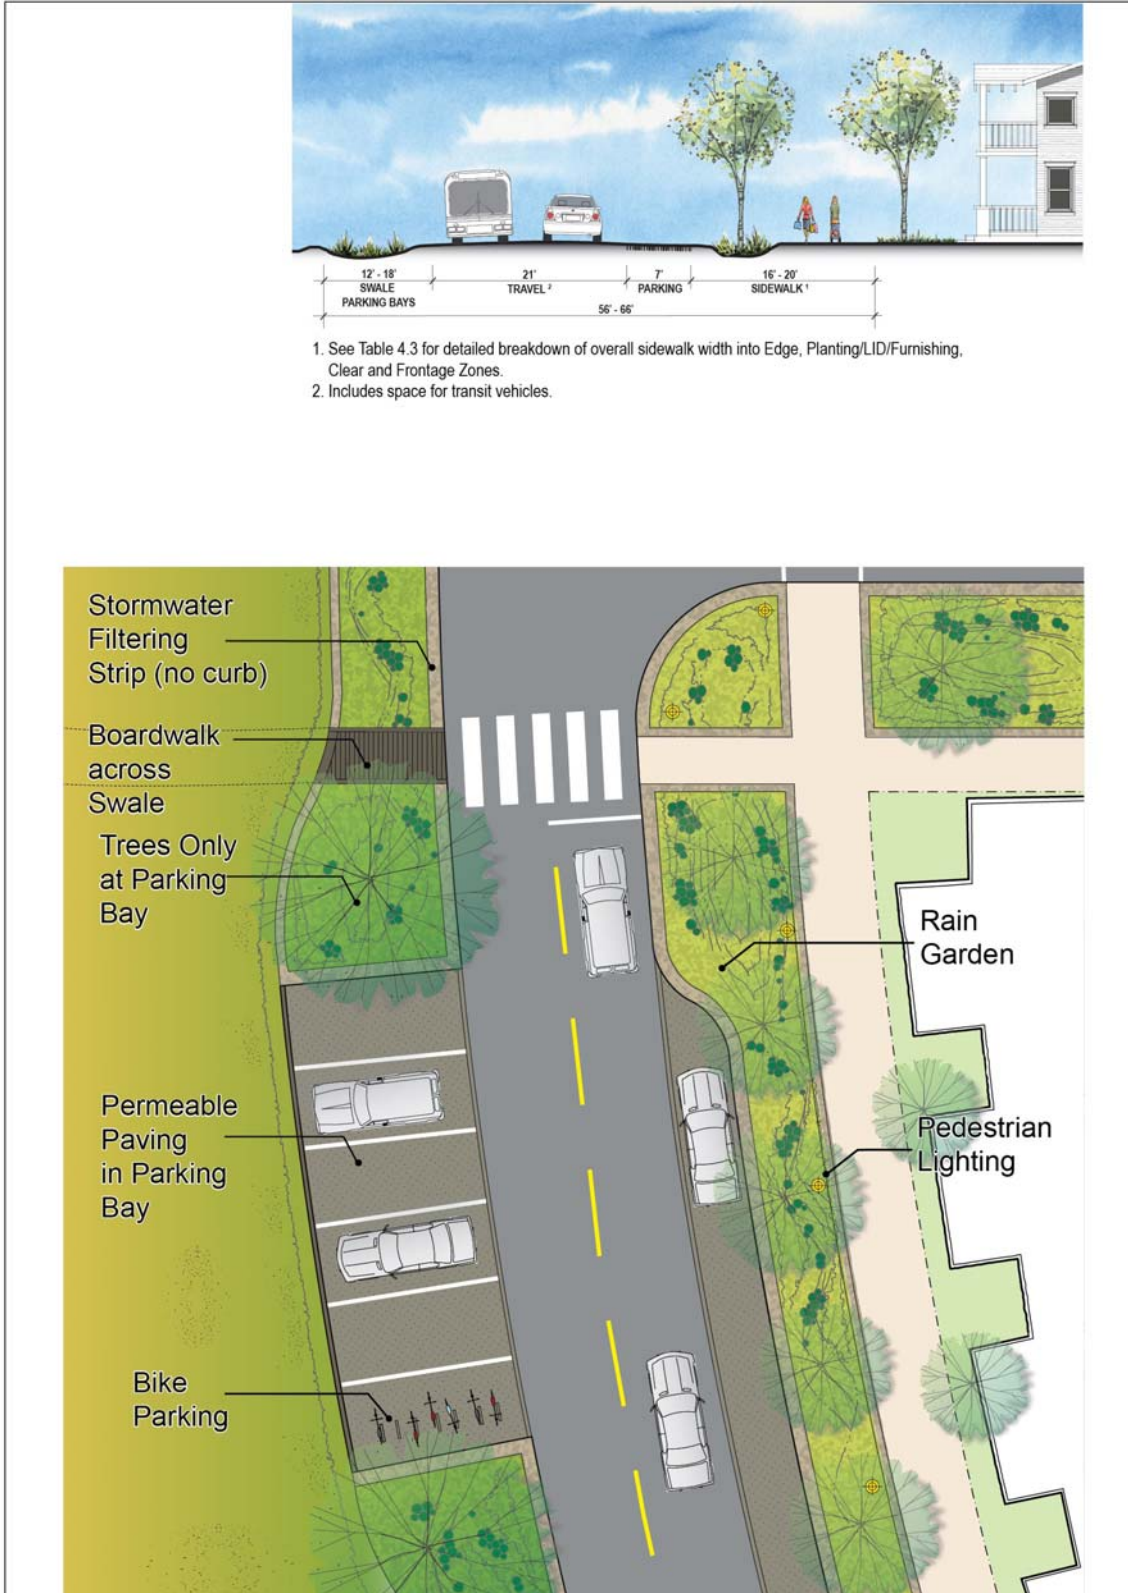 12' - 18'
SWALE
PARKING BAYS
21'
TRAVEL ²
7'
PARKING
16' - 20'
SIDEWALK ¹
56' - 66'
1. See Table 4.3 for detailed breakdown of overall sidewalk width into Edge, Planting/LID/Furnishing,
Clear and Frontage Zones.
2. Includes space for transit vehicles.
Stormwater
Filtering
Strip (no curb)
Boardwalk
across
Swale
Trees Only
at Parking
Bay
Rain
Garden
Permeable
Paving
in Parking
Bay
Pedestrian
Lighting
Bike
Parking